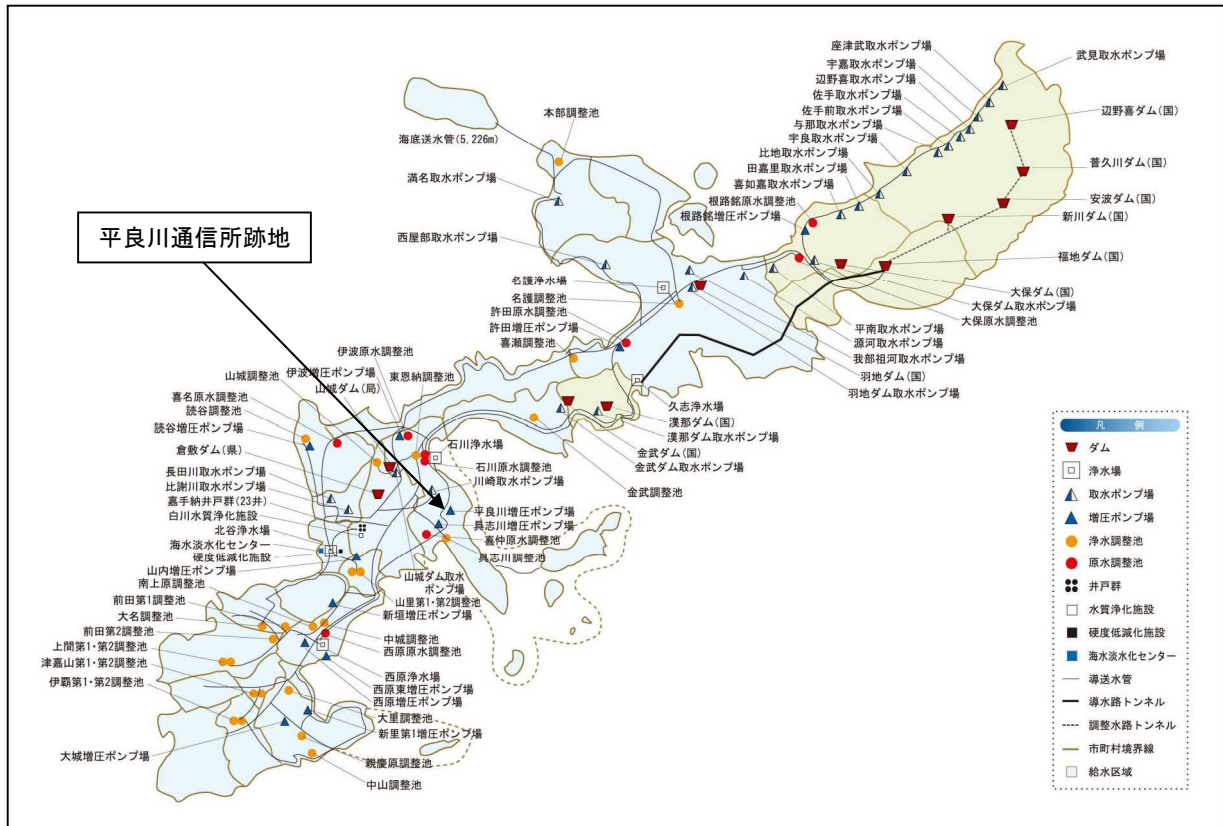 座津武取水ポンプ場
武見取水ポンプ場
宇嘉取水ポンプ場
辺野喜取水ポンプ場
佐手取水ポンプ場
辺野喜ダム(国)
佐手前取水ポンプ場
本部調整池
与那取水ポンプ場
海底送水管(5,226m)
宇良取水ポンプ場
比地取水ポンプ場
普久川ダム(国)
満名取水ポンプ場
田嘉里取水ポンプ場
喜如嘉取水ポンプ場
安波ダム(国)
根路銘原水調整池
新川ダム(国)
根路銘増圧ポンプ場
平良川通信所跡地
西屋部取水ポンプ場
福地ダム(国)
名護浄水場
大保ダム(国)
名護調整池
大保ダム取水ポンプ場
許田原水調整池
大保原水調整池
許田増圧ポンプ場
平南取水ポンプ場
伊波原水調整池
喜瀬調整池
源河取水ポンプ場
伊波増圧ポンプ場
東恩納調整池
我部祖河取水ポンプ場
山城調整池
山城ダム(局)
羽地ダム(国)
喜名原水調整池
羽地ダム取水ポンプ場
読谷調整池
久志浄水場
読谷増圧ポンプ場
漢那ダム(国)
倉敷ダム(県)
石川浄水場
漢那ダム取水ポンプ場
長田川取水ポンプ場
石川原水調整池
金武ダム(国)
比謝川取水ポンプ場
川崎取水ポンプ場
金武ダム取水ポンプ場
嘉手納井戸群(23井)
金武調整池
白川水質浄化施設
平良川増圧ポンプ場
北谷浄水場
具志川増圧ポンプ場
海水淡水化センター
喜仲原水調整池
硬度低減化施設
具志川調整池
山内増圧ポンプ場
山城ダム取水
ポンプ場
南上原調整池
山里第1・第2調整池
前田第1調整池
新垣増圧ポンプ場
大名調整池
中城調整池
前田第2調整池
西原原水調整池
上間第1・第2調整池
津嘉山第1・第2調整池
西原浄水場
伊覇第1・第2調整池
西原東増圧ポンプ場
西原増圧ポンプ場
大里調整池
新里第1増圧ポンプ場
大城増圧ポンプ場
親慶原調整池
中山調整池
凡例
ダム
浄水場
取水ポンプ場
増圧ポンプ場
浄水調整池
原水調整池
井戸群
水質浄化施設
硬度低減化施設
海水淡水化センター
導送水管
導水路トンネル
調整水路トンネル
市町村境界線
給水区域